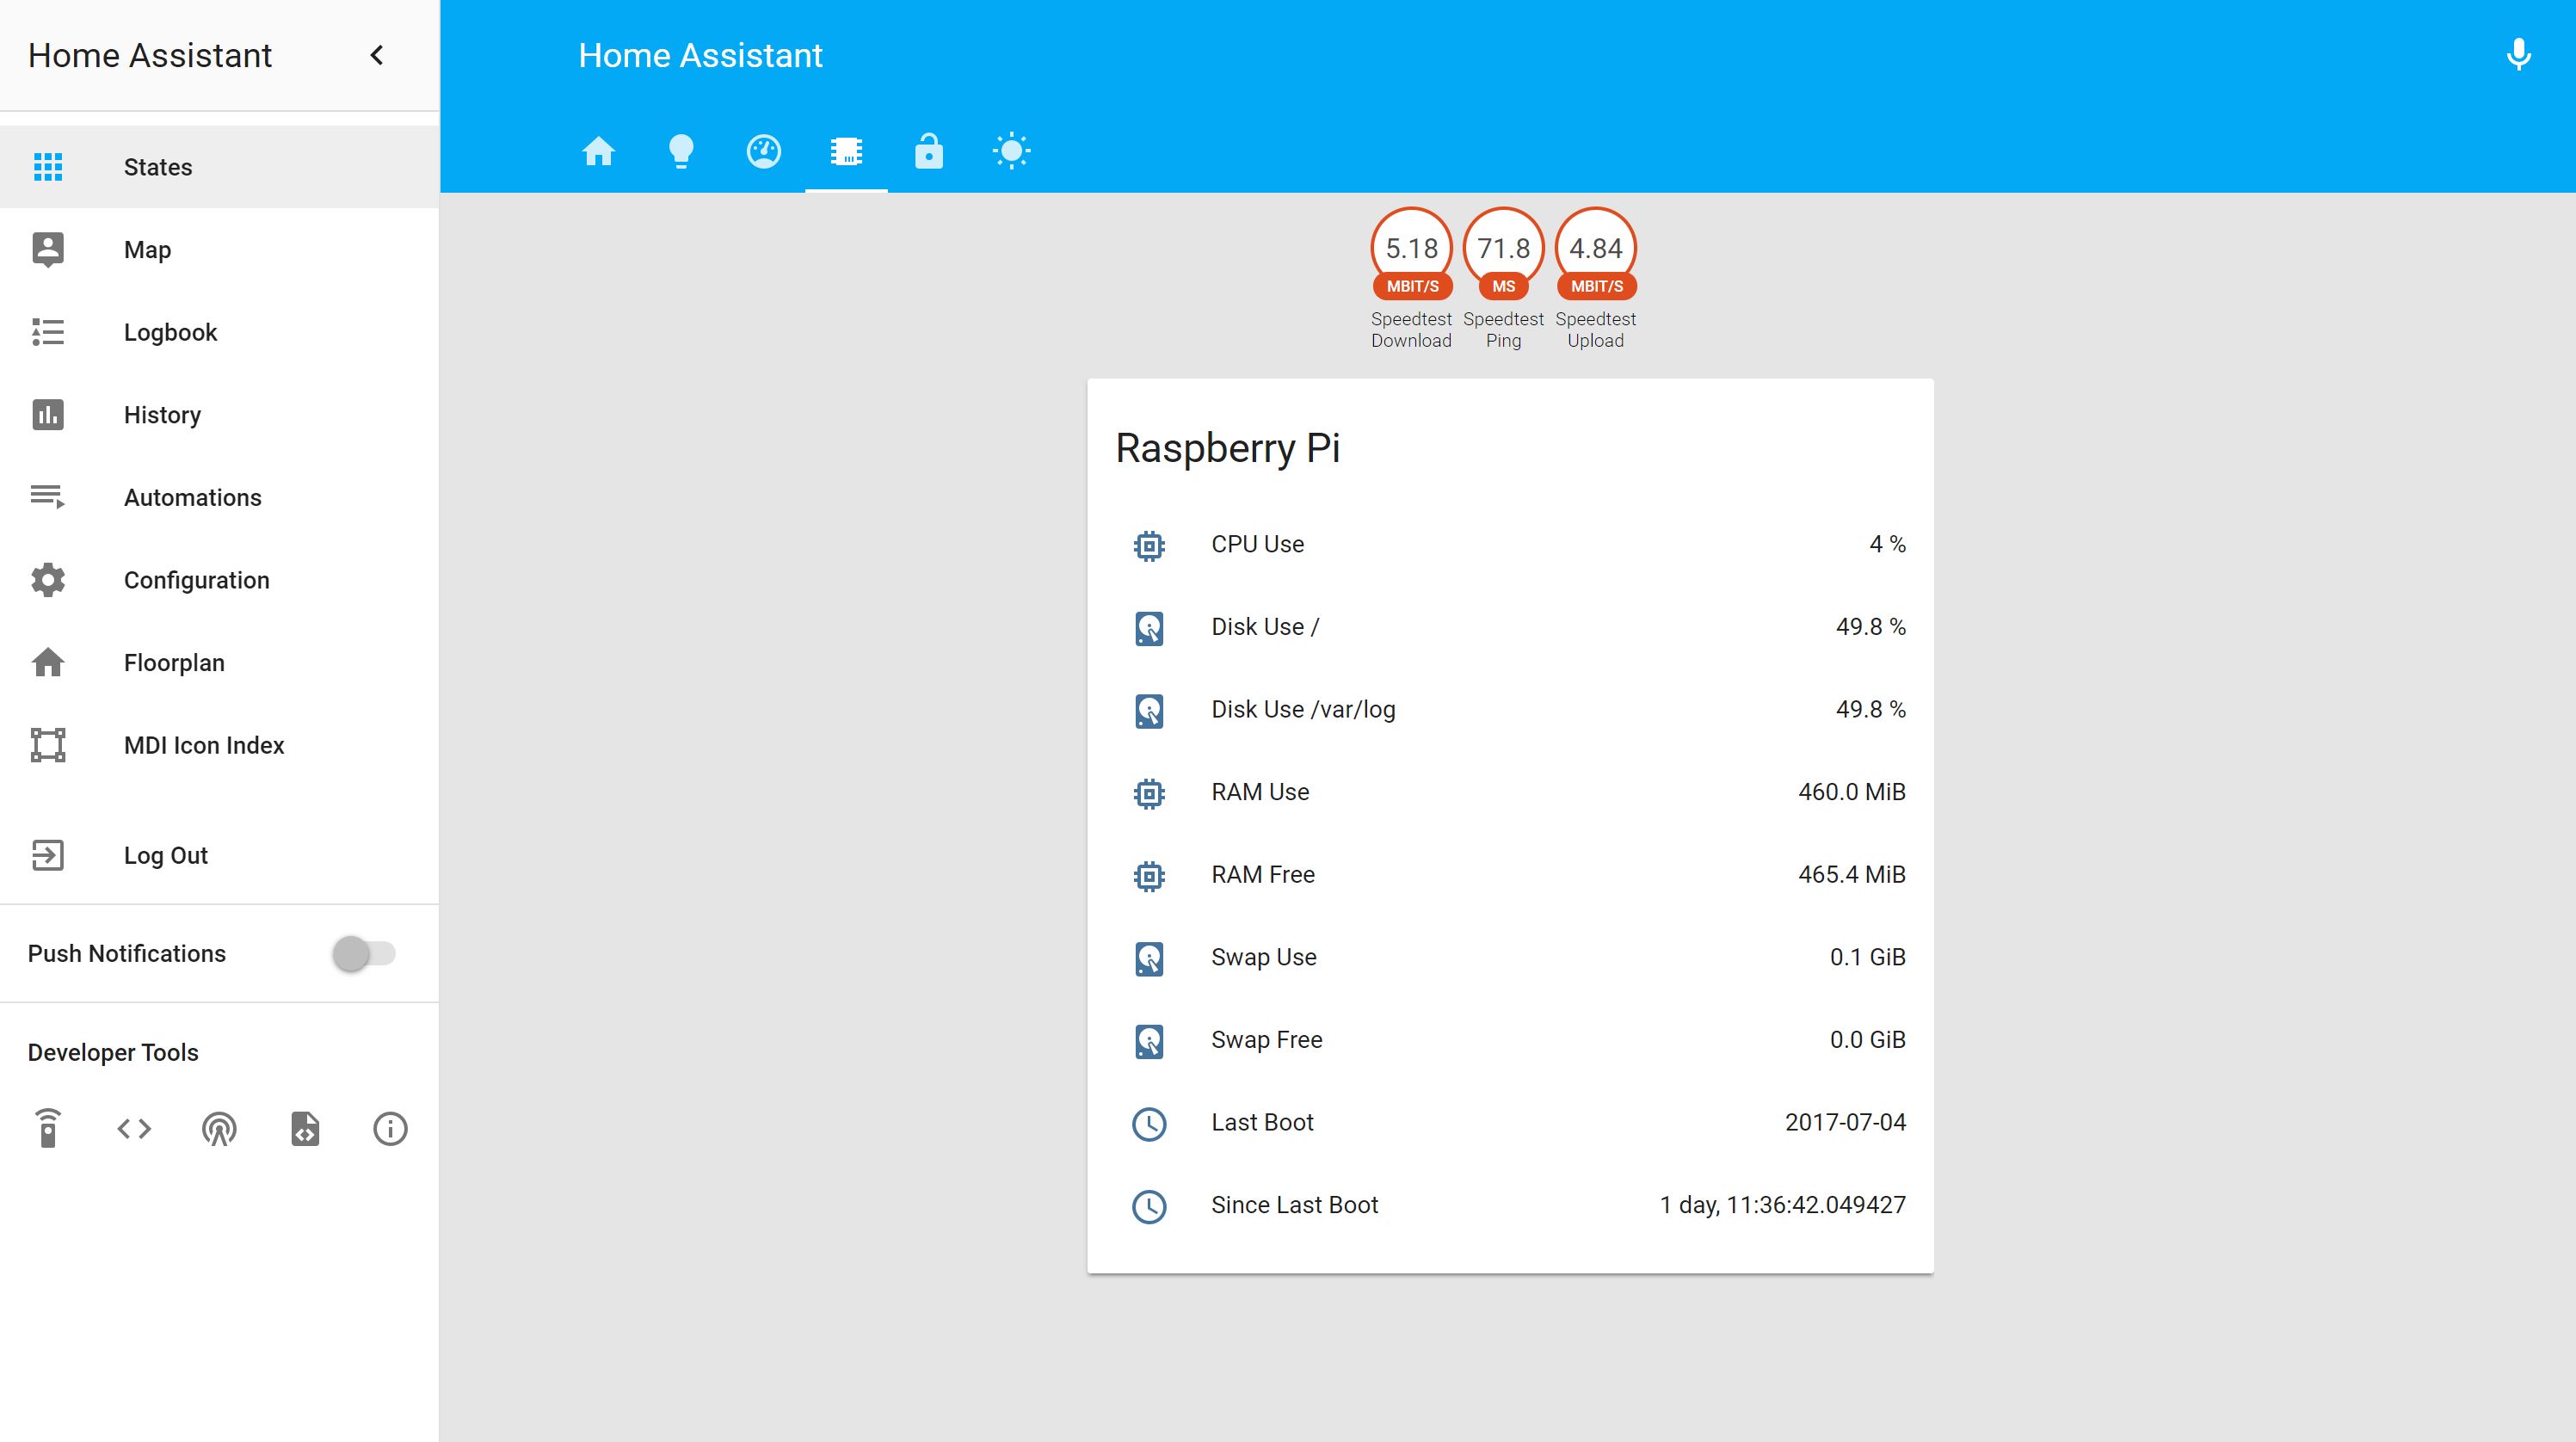 Home Assistant
States
Map
Logbook
History
Automations
Configuration
Floorplan
MDI Icon Index
Log Out
Push Notifications
Developer Tools
Home Assistant
5.18 71.8 4.84
MBIT/S MS MBIT/S
Speedtest Speedtest Speedtest
Download Ping Upload
Raspberry Pi
CPU Use 4 %
Disk Use / 49.8 %
Disk Use /var/log 49.8 %
RAM Use 460.0 MiB
RAM Free 465.4 MiB
Swap Use 0.1 GiB
Swap Free 0.0 GiB
Last Boot 2017-07-04
Since Last Boot 1 day, 11:36:42.049427